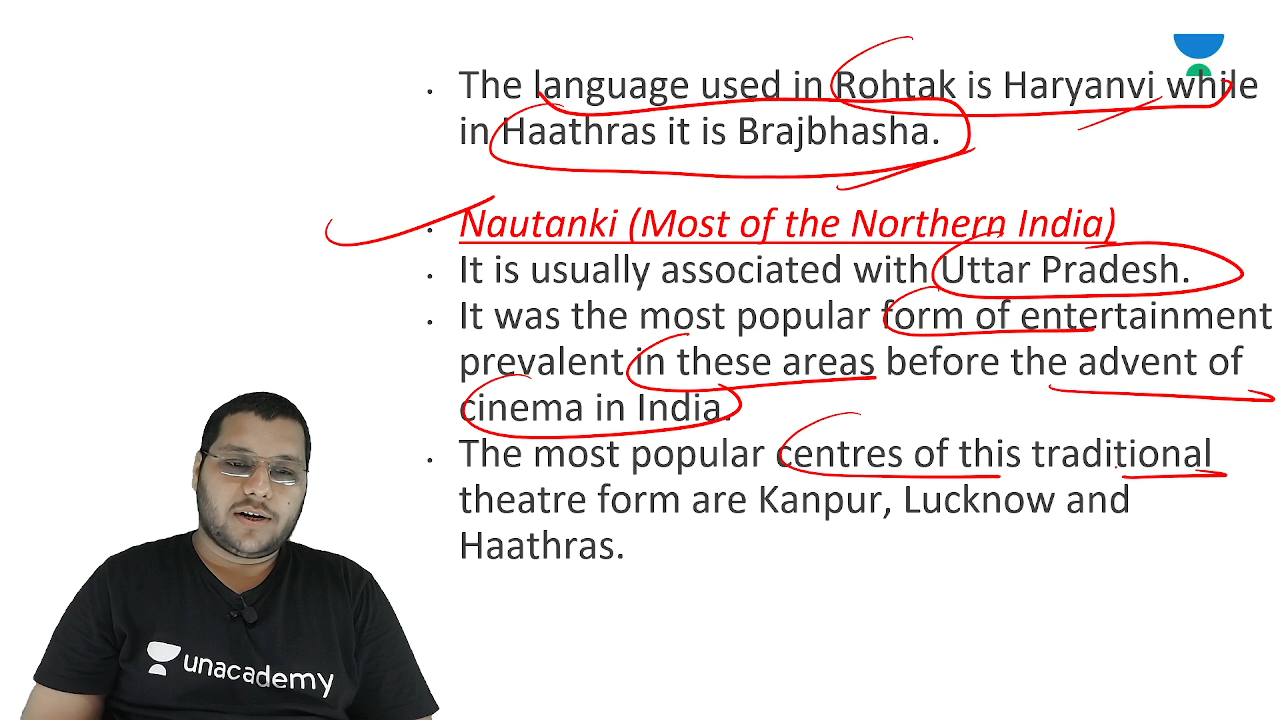 The language used in Rohtak is Haryanvi while
in Haathras it is Brajbhasha.
Nautanki (Most of the Northern India)
It is usually associated with Uttar Pradesh.
It was the most popular form of entertainment
prevalent in these areas before the advent of
cinema in India.
The most popular centres of this traditional
theatre form are Kanpur, Lucknow and
Haathras.
unacademy